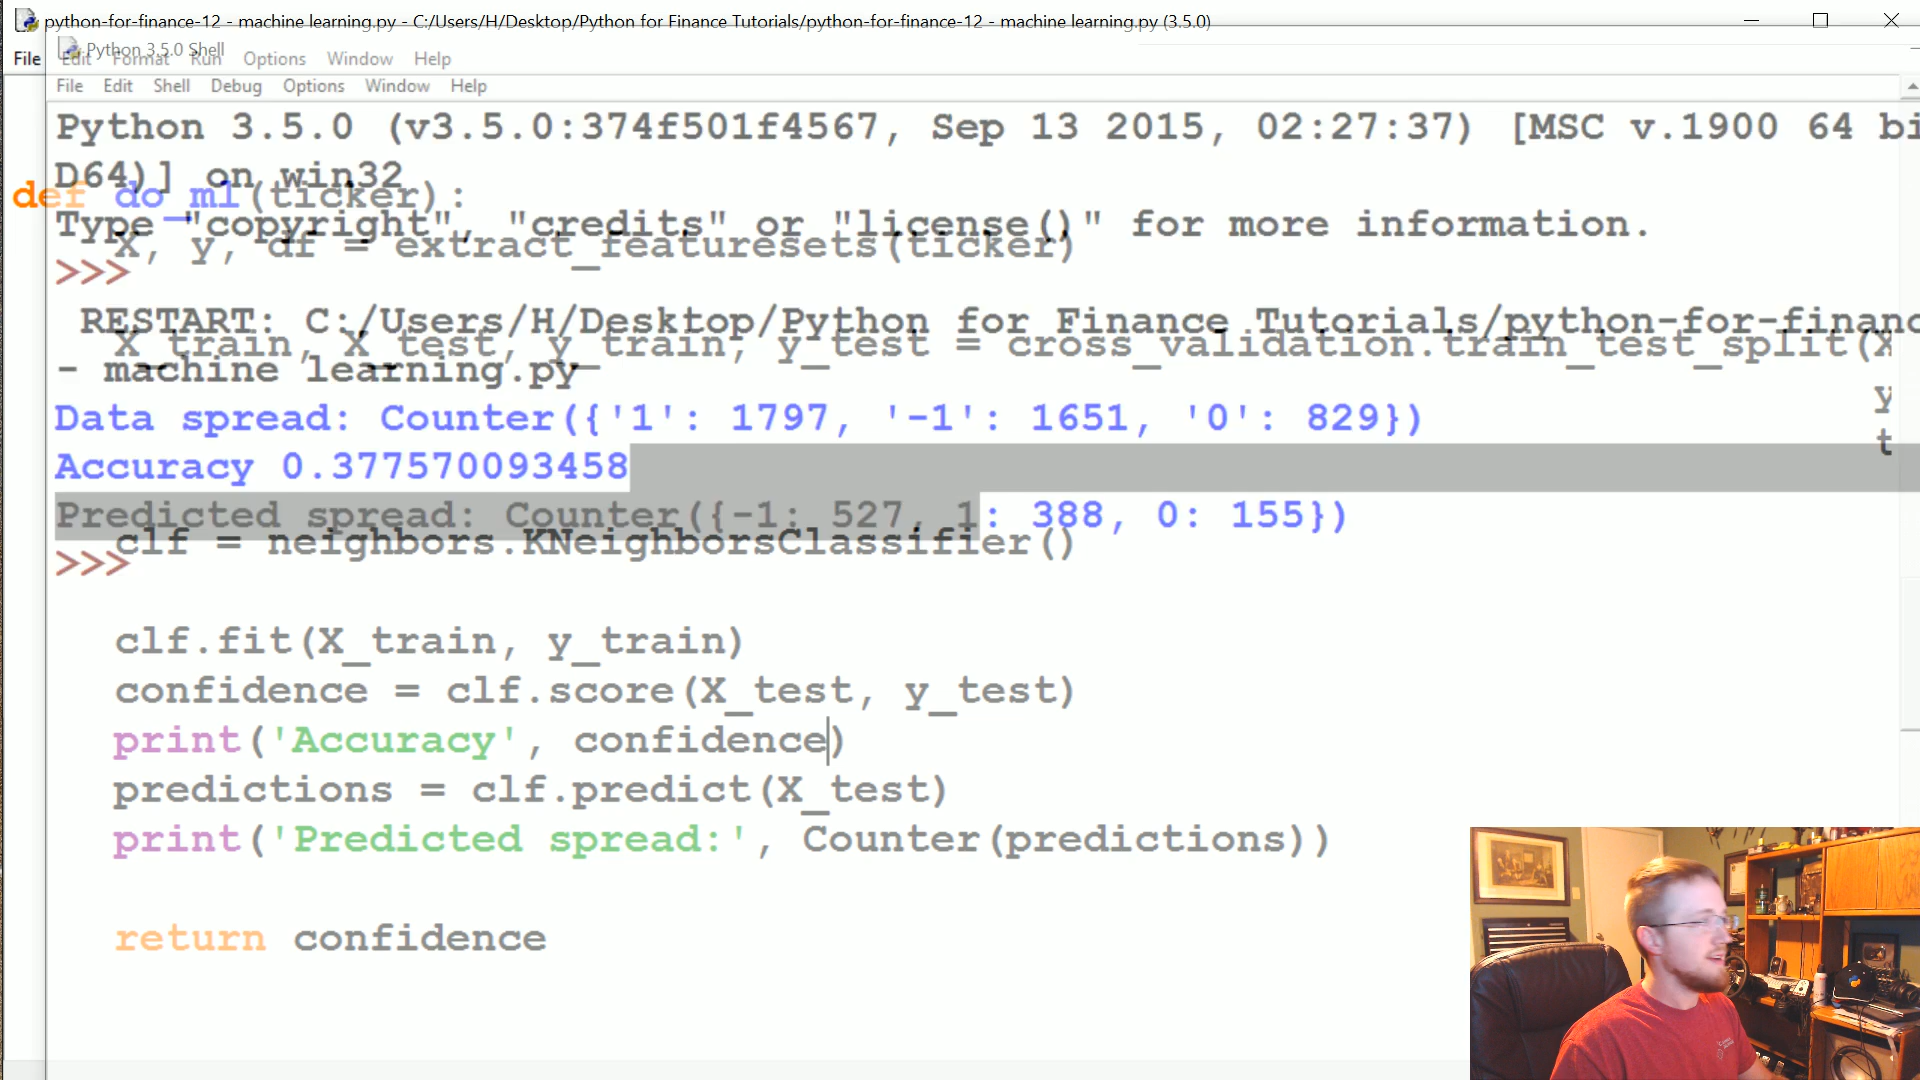 python-for-finance-12 - machine learning.py - C:/Users/H/Desktop/Python for Finance Tutorials/python-for-finance-12 - machine learning.py (3.5.0)
Python 3.5.0 Shell
File Edit Format Run Options Window Help
File Edit Shell Debug Options Window Help
Python 3.5.0 (v3.5.0:374f501f4567, Sep 13 2015, 02:27:37) [MSC v.1900 64 bi
D64)] on win32
def do_ml(ticker):
Type "copyright", "credits" or "license()" for more information.
X, y, df = extract_featuresets(ticker)
>>>
RESTART: C:/Users/H/Desktop/Python for Finance Tutorials/python-for-financ
X_train, X_test, y_train, y_test = cross_validation.train_test_split(X
- machine learning.py
y
Data spread: Counter({'1': 1797, '-1': 1651, '0': 829})
t
Accuracy 0.377570093458
Predicted spread: Counter({-1: 527, 1: 388, 0: 155})
clf = neighbors.KNeighborsClassifier()
>>>
clf.fit(X_train, y_train)
confidence = clf.score(X_test, y_test)
print('Accuracy', confidence)
predictions = clf.predict(X_test)
print('Predicted spread:', Counter(predictions))
return confidence